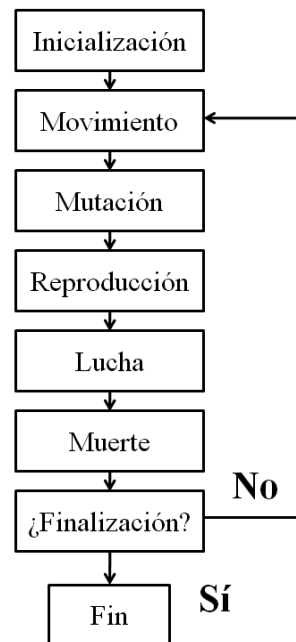 Inicialización
Movimiento
Mutación
Reproducción
Lucha
Muerte
No
¿Finalización?
Sí
Fin